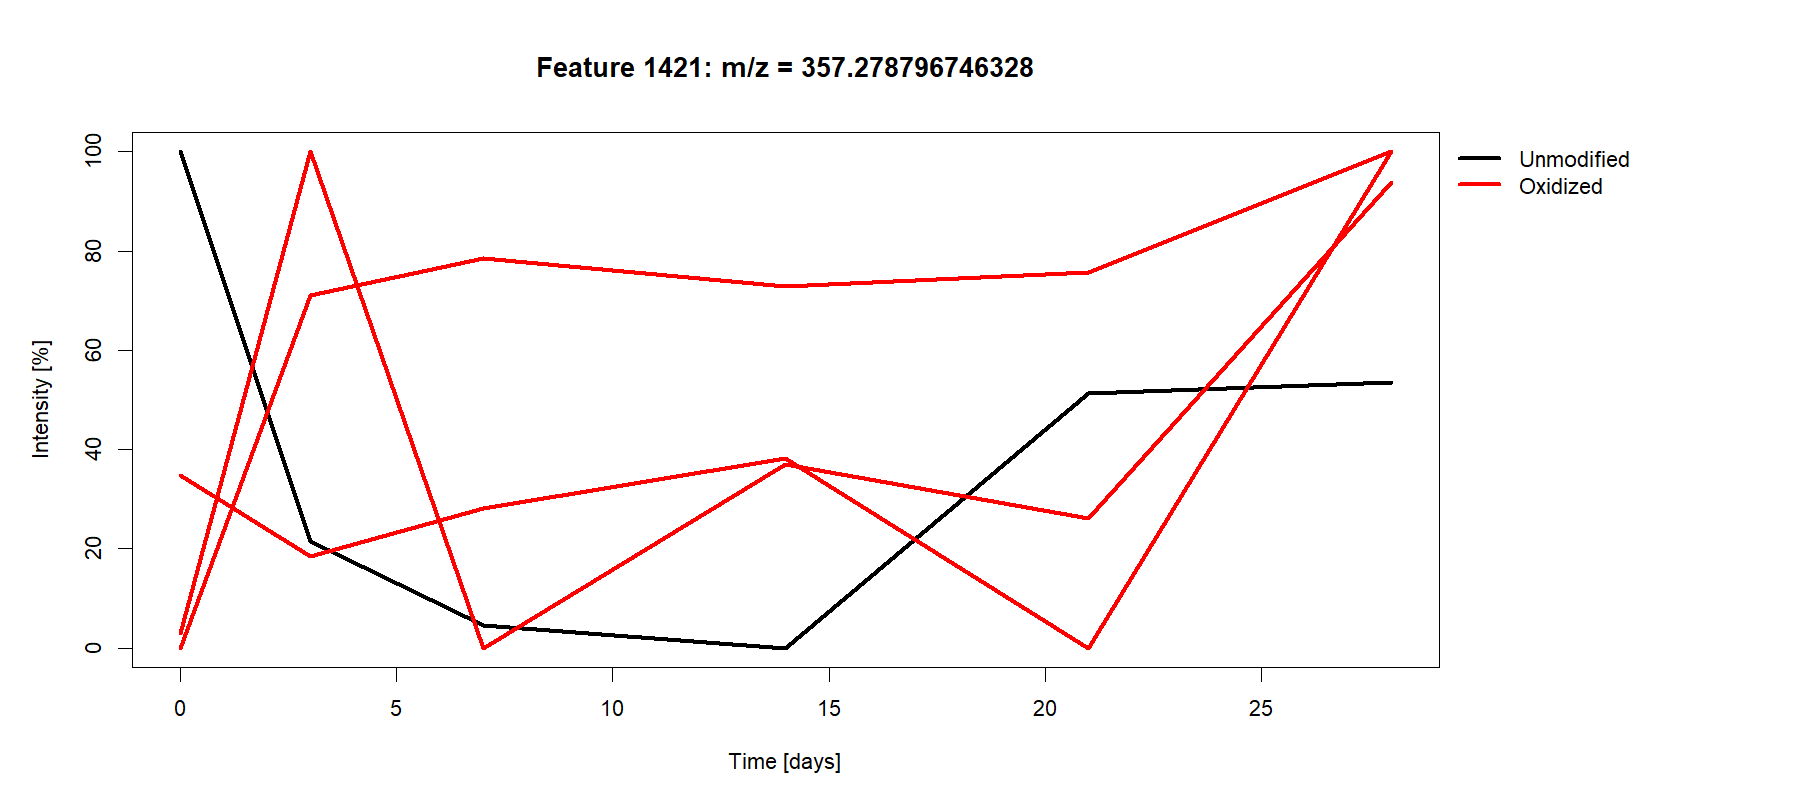 Feature 1421: m/z = 357.278796746328
Unmodified
Oxidized
Intensity [%]
100
80
60
40
20
0
0 5 10 15 20 25
Time [days]